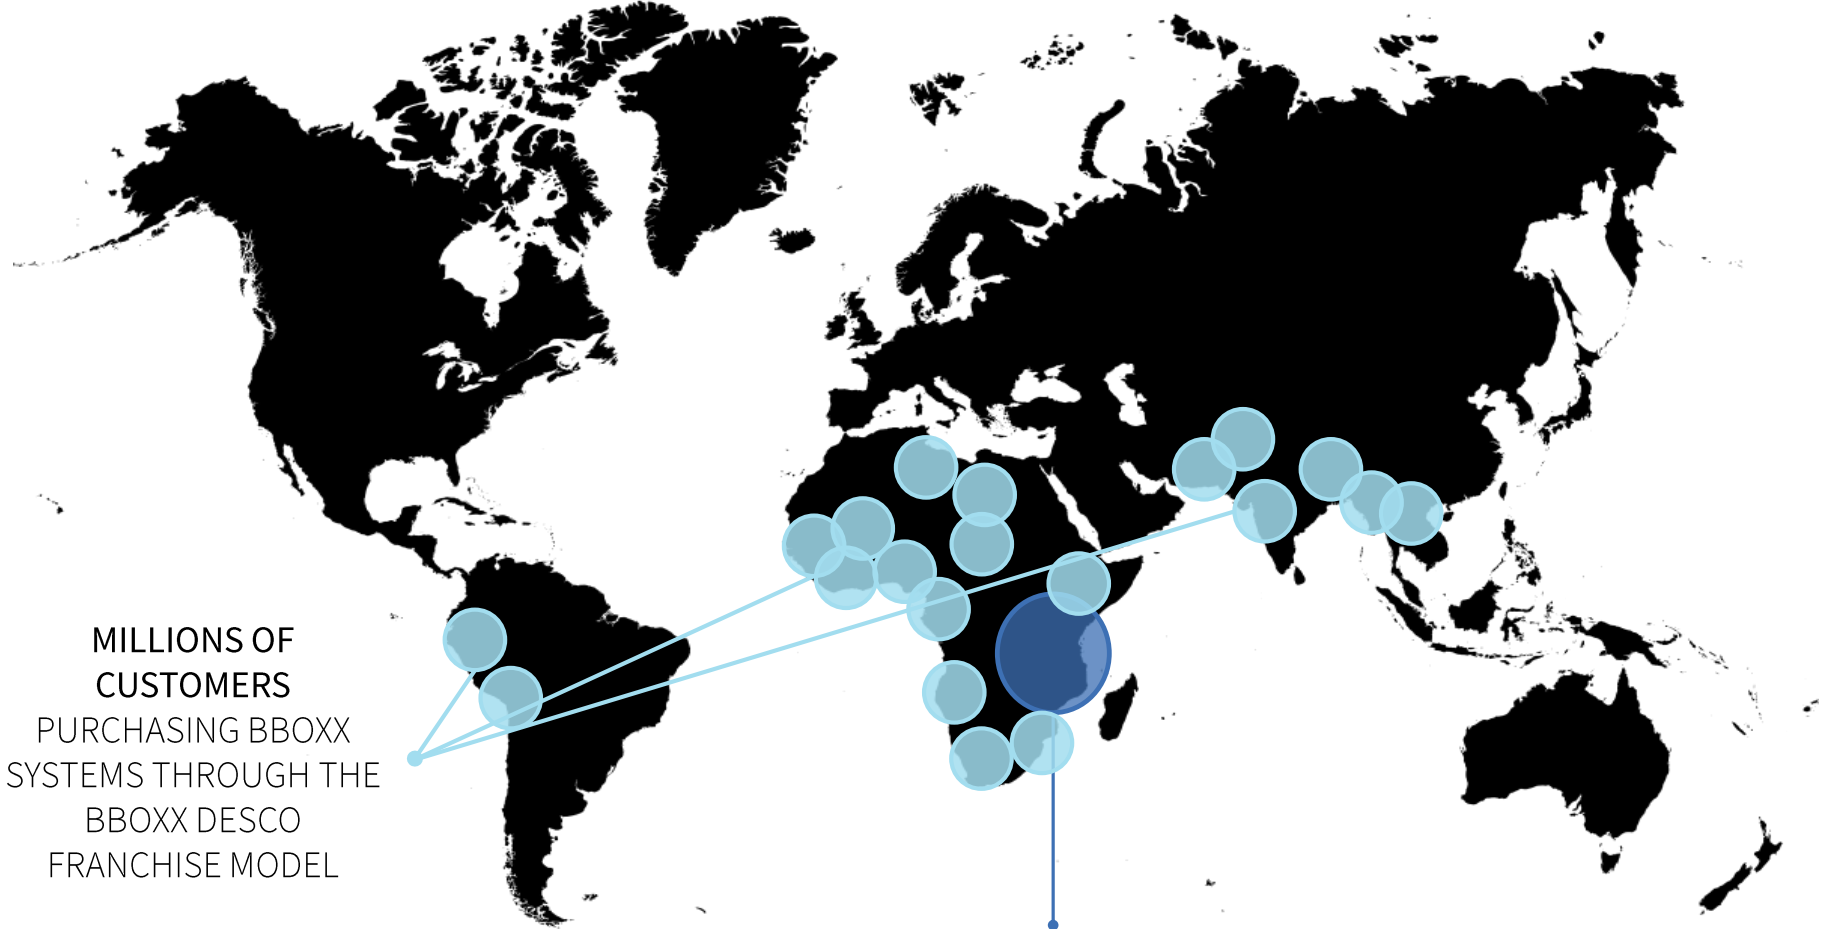 MILLIONS OF
CUSTOMERS
PURCHASING BBOXX
SYSTEMS THROUGH THE
BBOXX DESCO
FRANCHISE MODEL